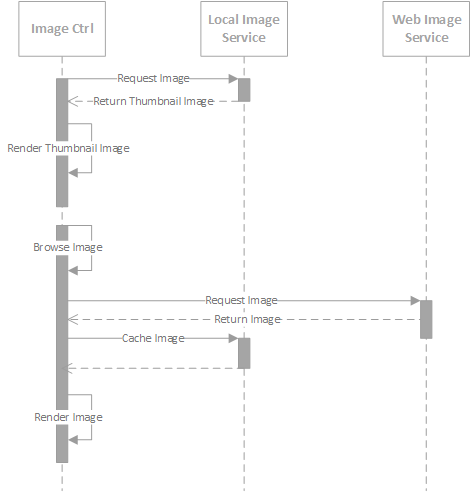 Image Ctrl
Local Image
Service
Web Image
Service
Request Image
Return Thumbnail Image
Render Thumbnail Image
Browse Image
Request Image
Return Image
Cache Image
Render Image